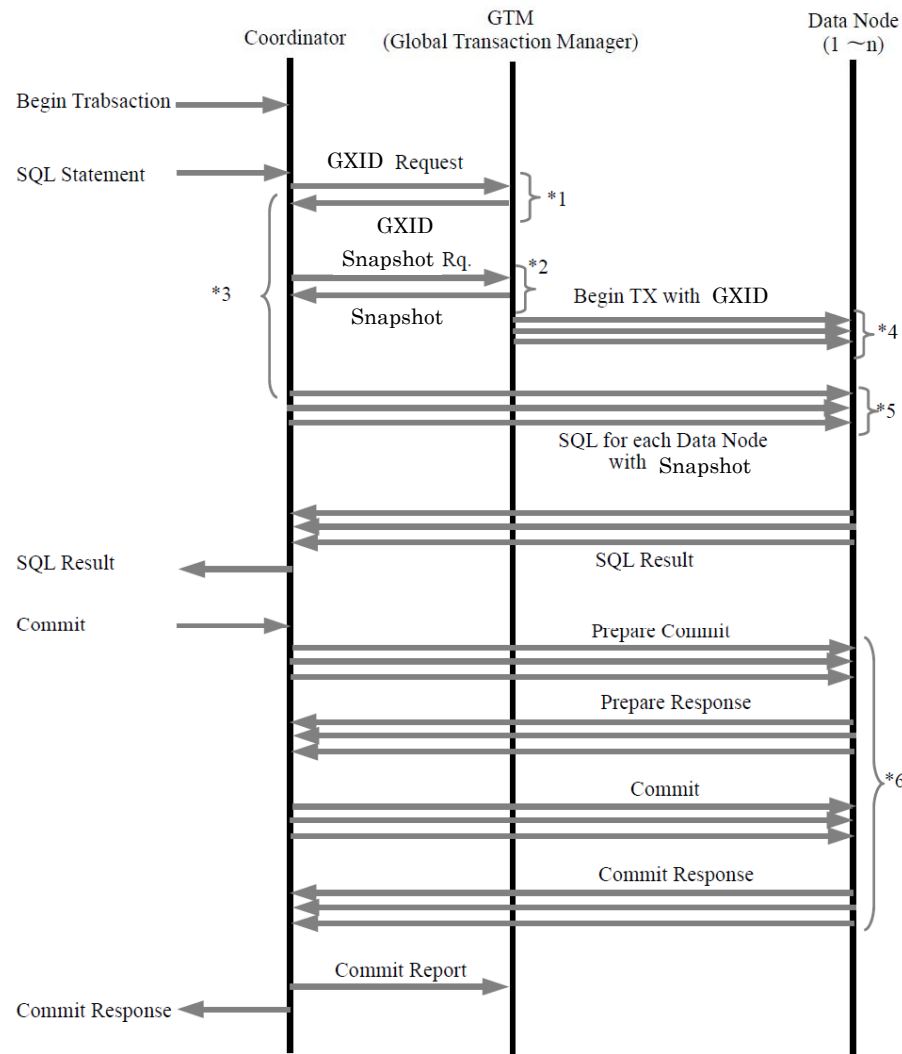 GTM
Coordinator
(Global Transaction Manager)
Data Node
(1 ～n)
Begin Trabsaction
SQL Statement
GXID Request
*1
GXID
Snapshot Rq.
*2
*3
Begin TX with GXID
Snapshot
*4
*5
SQL for each Data Node
with Snapshot
SQL Result
SQL Result
Commit
Prepare Commit
Prepare Response
*6
Commit
Commit Response
Commit Report
Commit Response